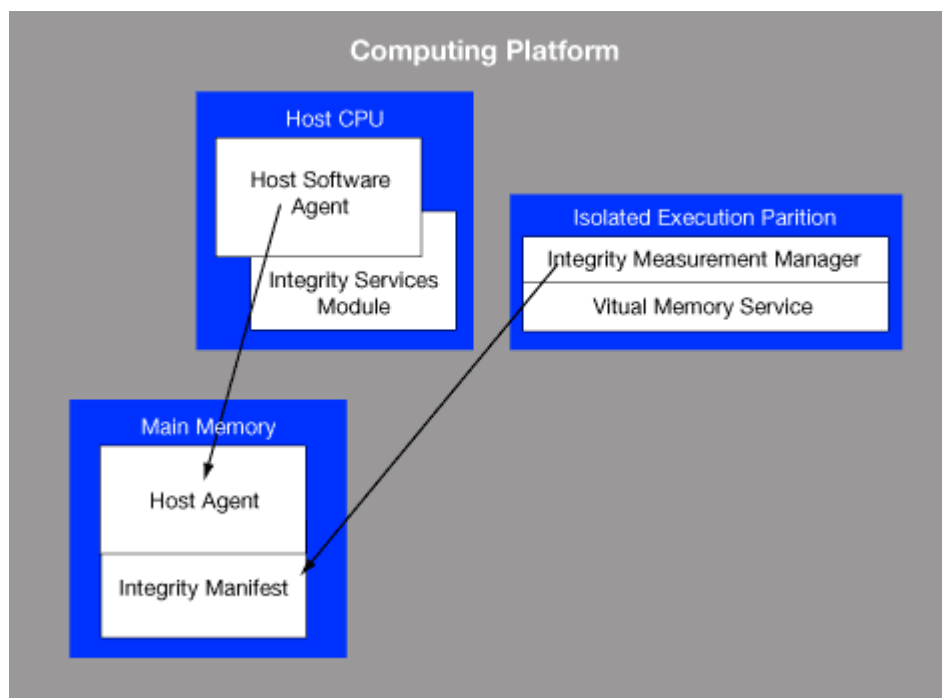 Computing Platform
Host CPU
Host Software
Agent
Integrity Services
Module
Isolated Execution Parition
Integrity Measurement Manager
Vitual Memory Service
Main Memory
Host Agent
Integrity Manifest